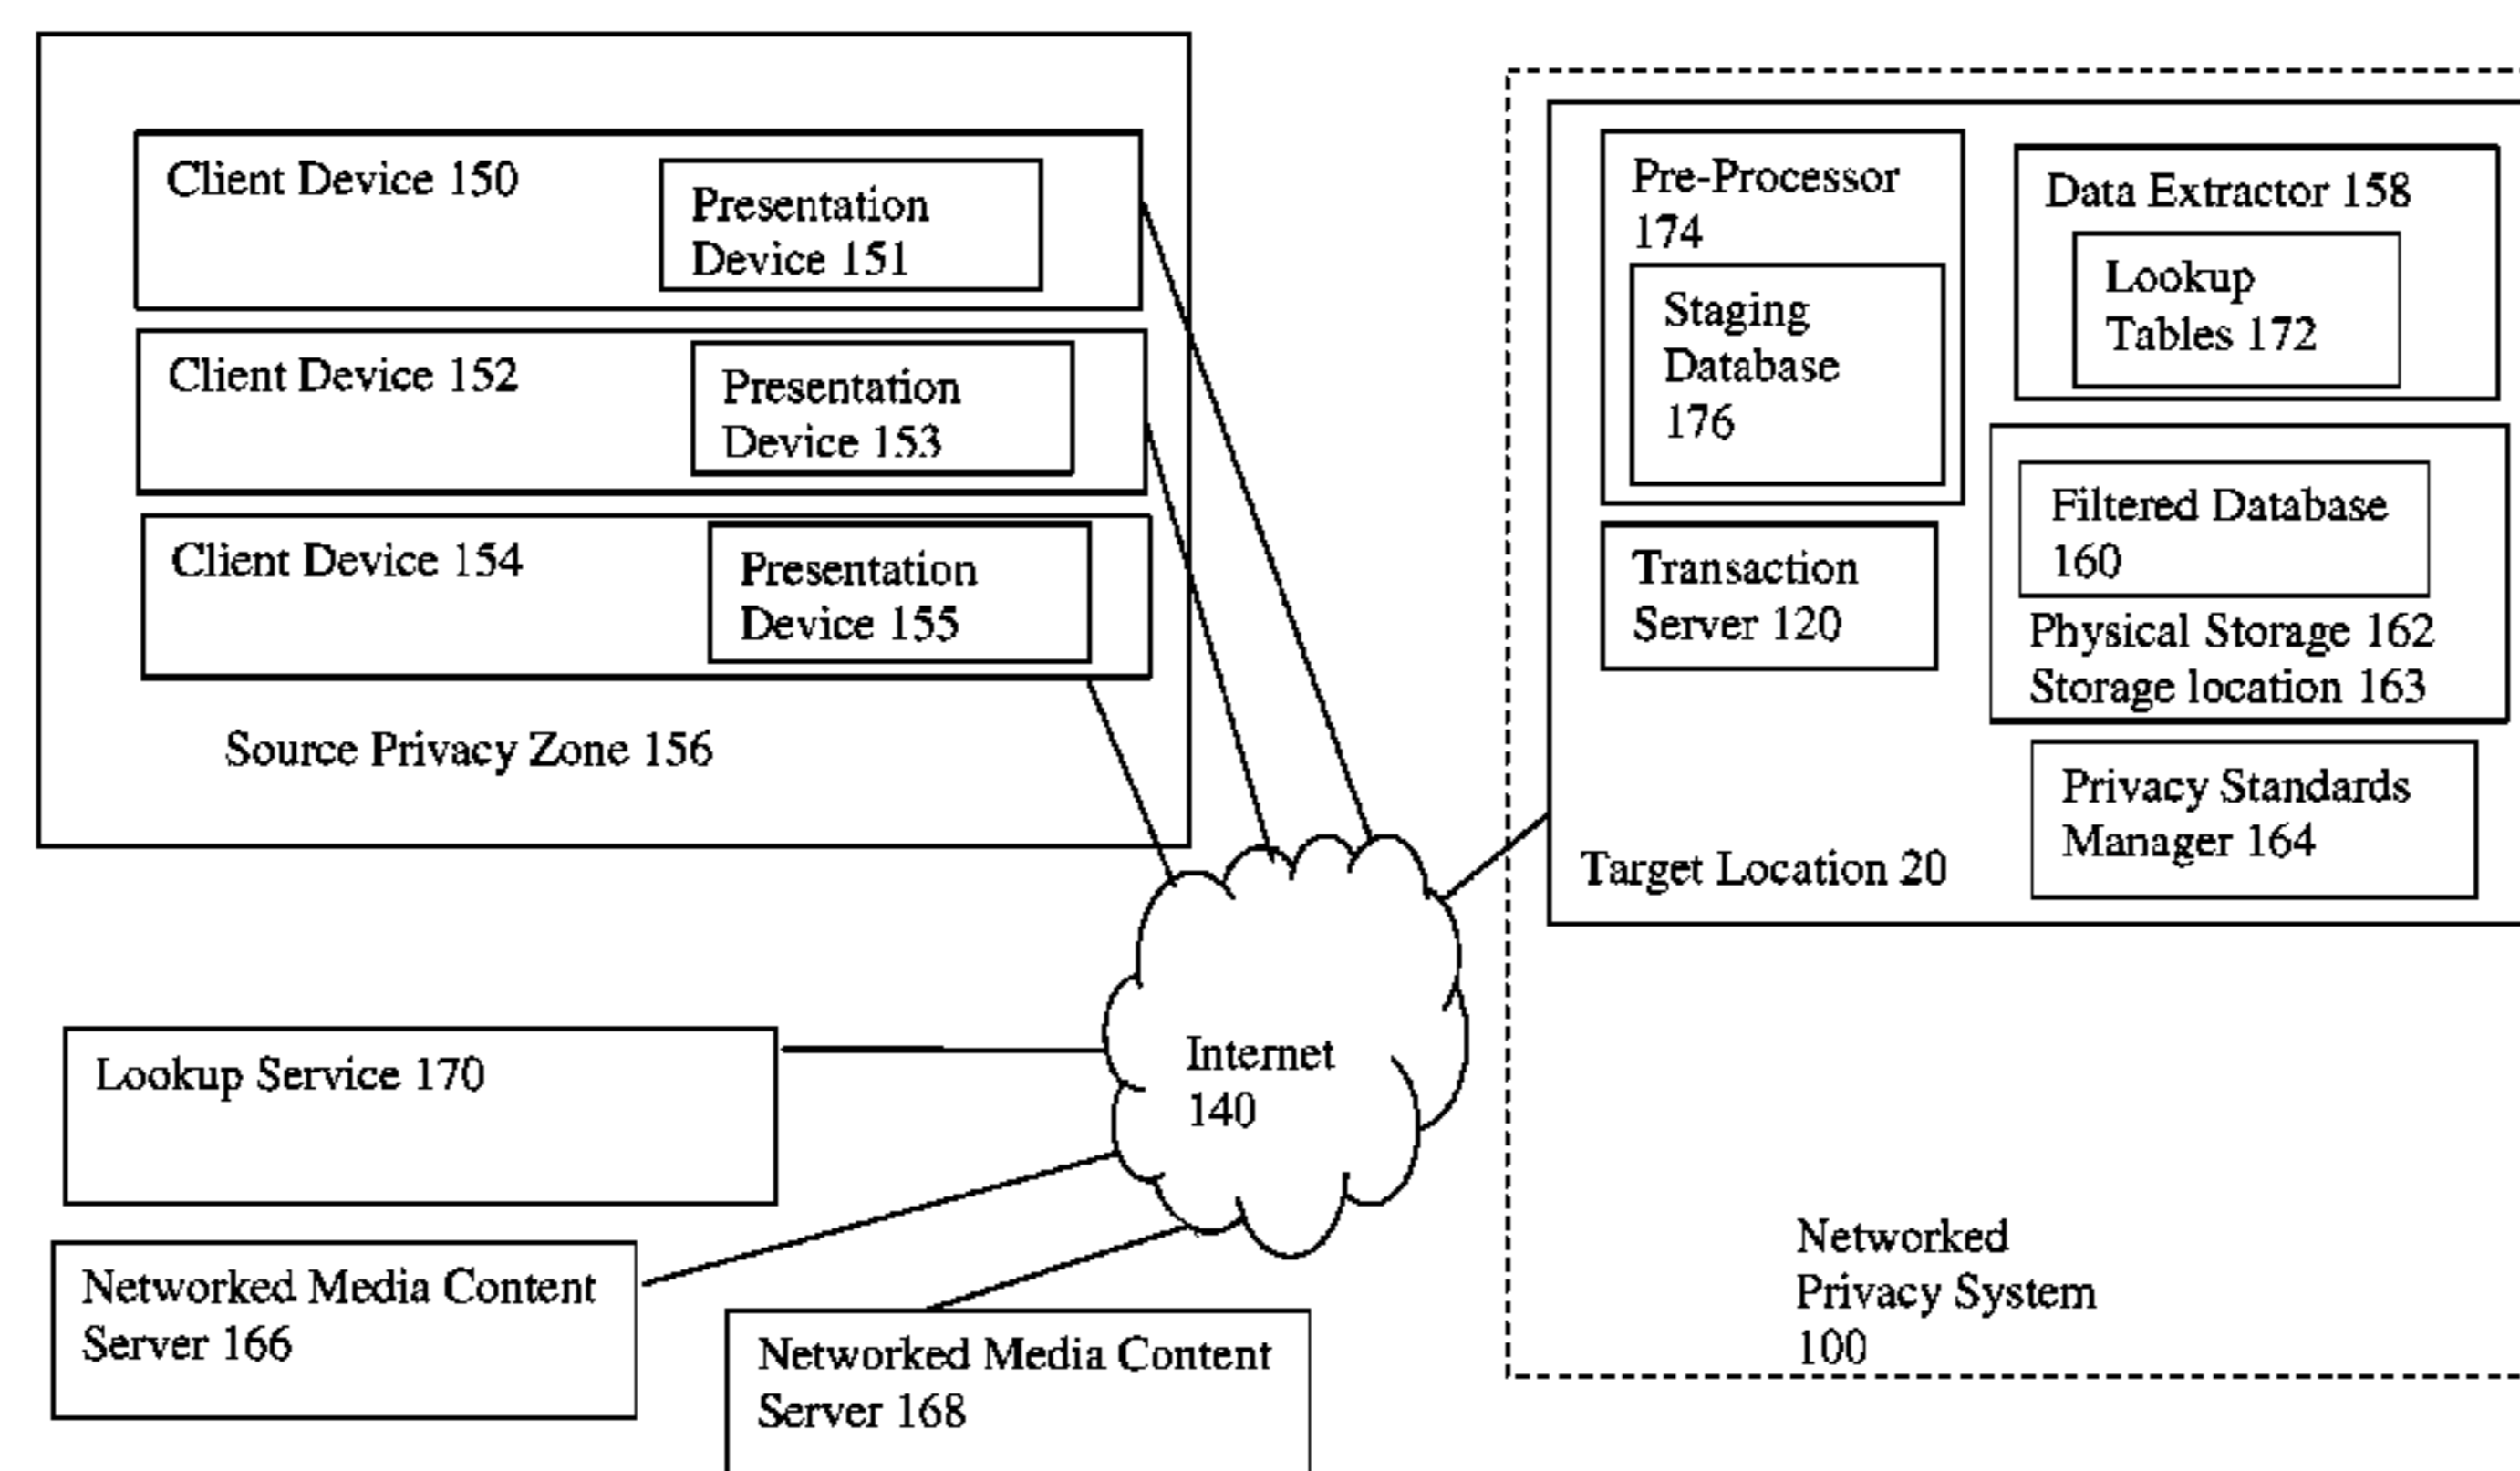 Client Device 150
Presentation
Device 151
Client Device 152
Presentation
Device 153
Client Device 154
Presentation
Device 155
Source Privacy Zone 156
Pre-Processor
174
Staging
Database
176
Transaction
Server 120
Data Extractor 158
Lookup
Tables 172
Filtered Database
160
Physical Storage 162
Storage location 163
Privacy Standards
Manager 164
Target Location 20
Internet
140
Lookup Service 170
Networked Media Content
Server 166
Networked Media Content
Server 168
Networked
Privacy System
100